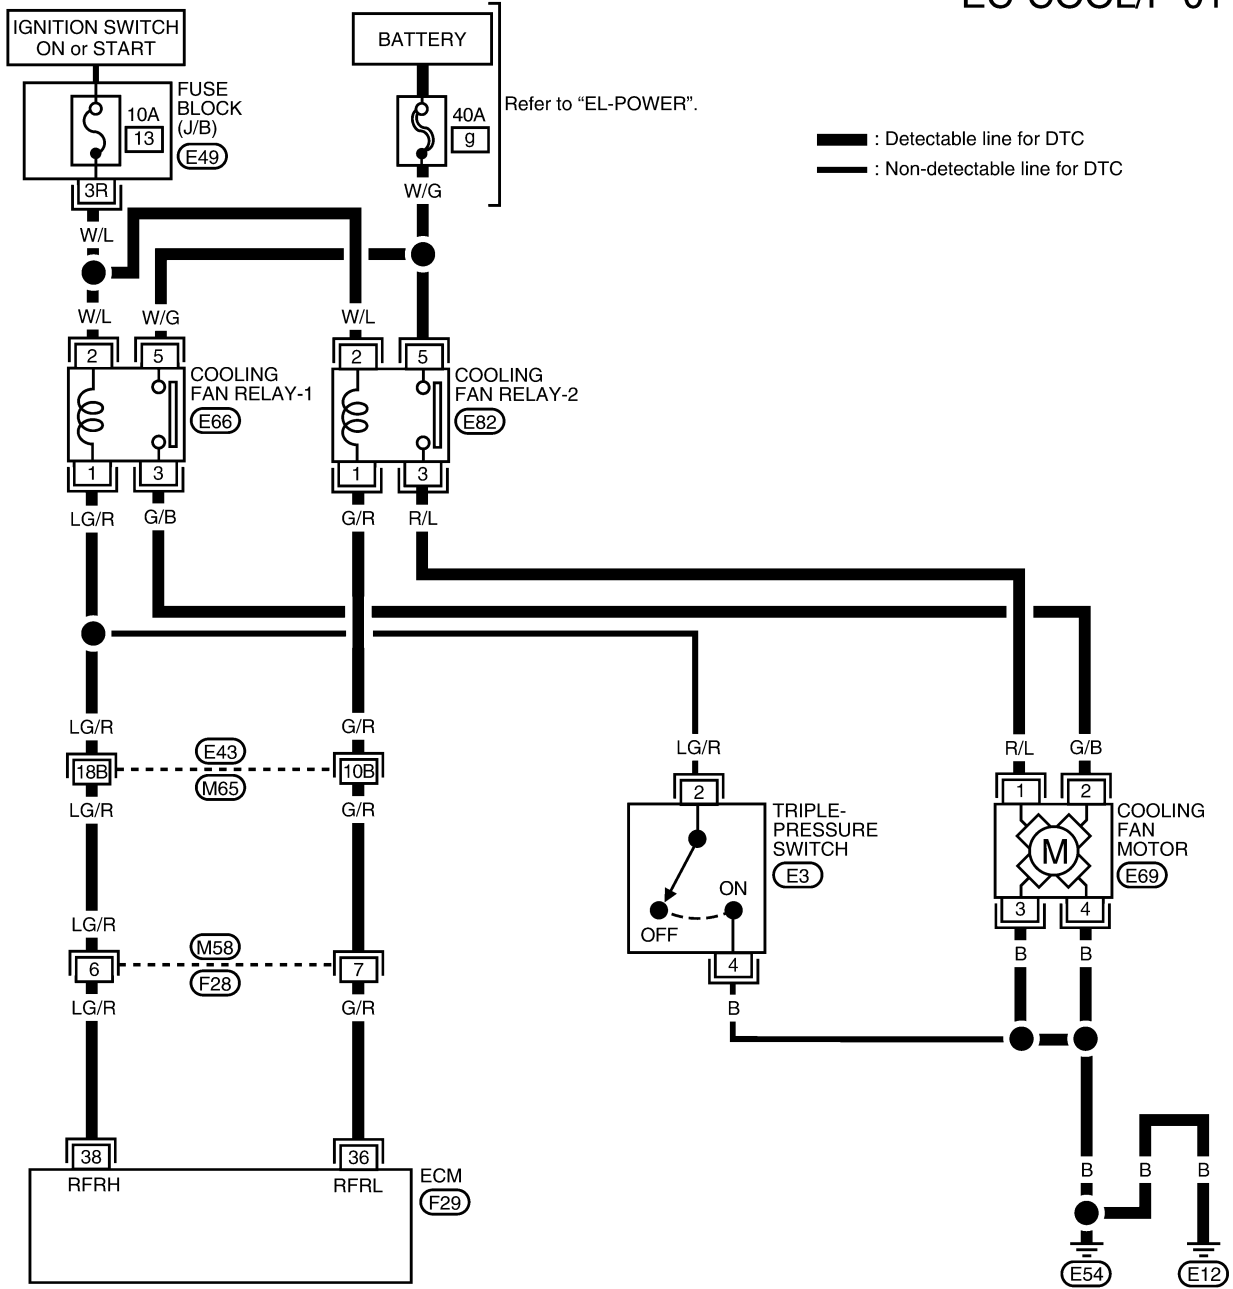 IGNITION SWITCH
ON or START
BATTERY
FUSE
BLOCK
(J/B)
10A
13
E49
40A
g
Refer to “EL-POWER”.
: Detectable line for DTC
: Non-detectable line for DTC
3R
W/G
W/L
W/L
W/G
W/L
2
5
2
5
COOLING
FAN RELAY-1
E66
COOLING
FAN RELAY-2
E82
1
3
1
3
LG/R
G/B
G/R
R/L
LG/R
G/R
LG/R
R/L
G/B
E43
18B
10B
M65
LG/R
G/R
2
1
2
TRIPLE-
PRESSURE
SWITCH
E3
COOLING
FAN
MOTOR
E69
M
ON
OFF
3
4
LG/R
M58
6
7
F28
LG/R
G/R
4
B
B
B
38
36
RFRH
RFRL
ECM
F29
B
B
B
E54
E12